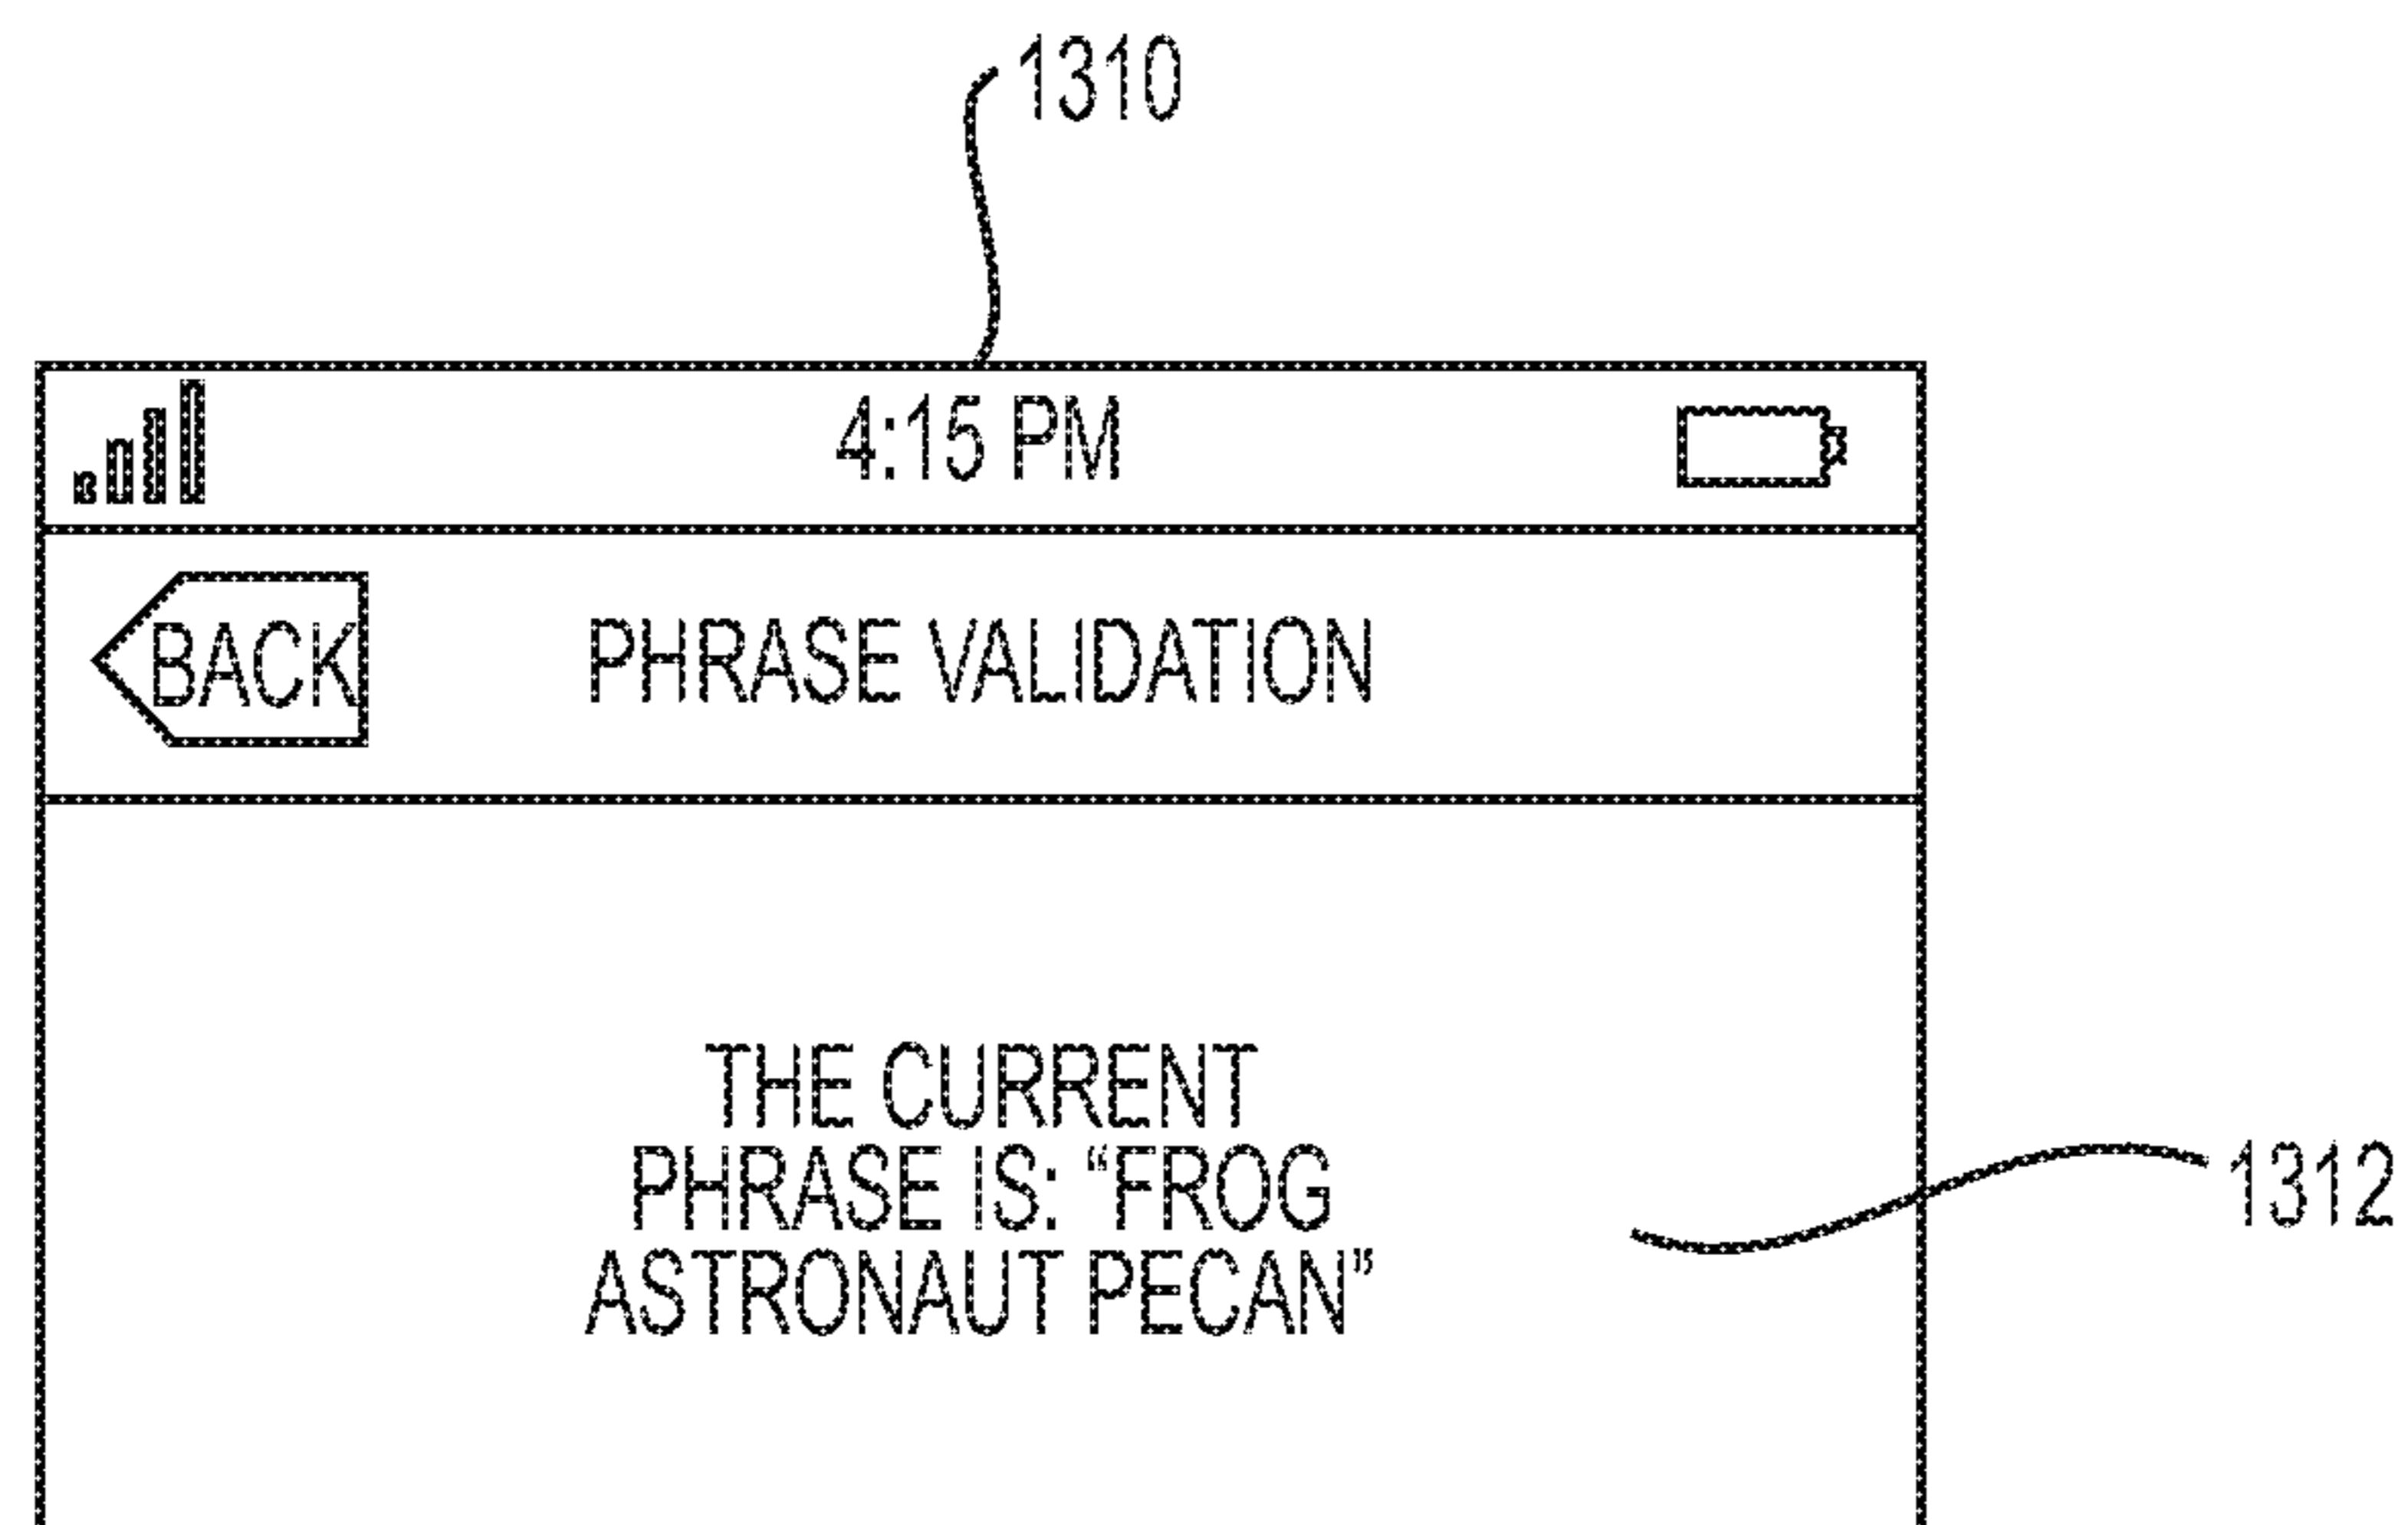 1310
4:15 PM
BACK
PHRASE VALIDATION
THE CURRENT
PHRASE IS: “FROG
ASTRONAUT PECAN”
1312